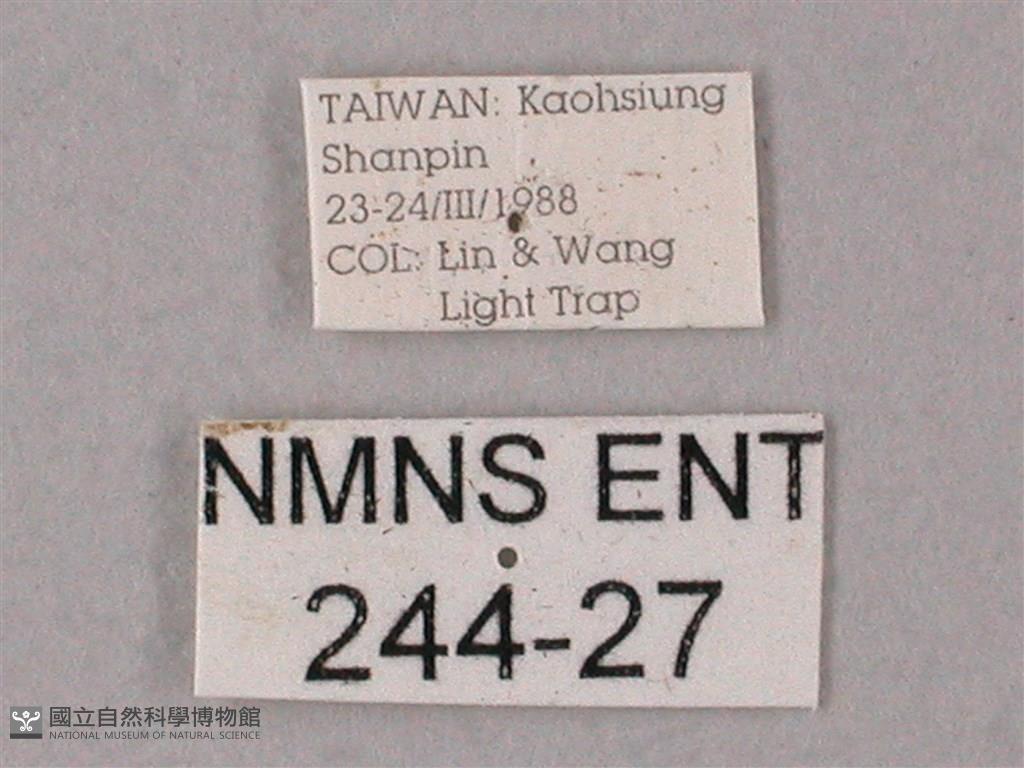 TAIWAN: Kaohsiung
Shanpin
23-24/III/1988
COL: Lin & Wang
Light Trap
NMNS ENT
244-27
國立自然科學博物館
NATIONAL MUSEUM OF NATURAL SCIENCE